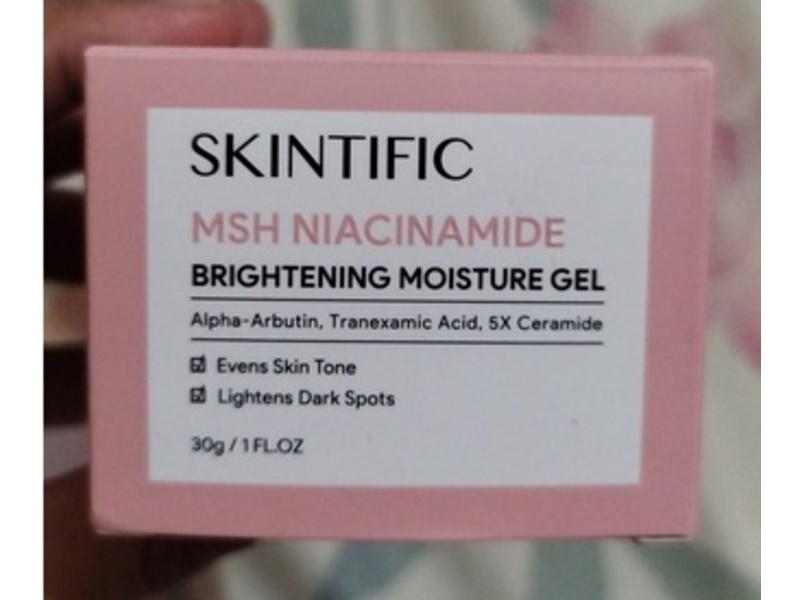 SKINTIFIC
MSH NIACINAMIDE
BRIGHTENING MOISTURE GEL
Alpha-Arbutin, Tranexamic Acid, 5X Ceramide
☑ Evens Skin Tone
☑ Lightens Dark Spots
30g / 1 FL.OZ